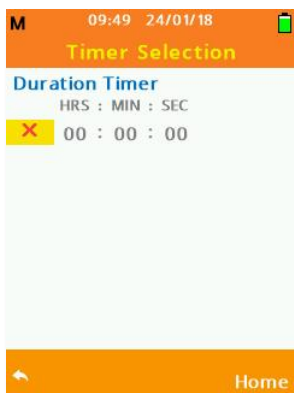 M 09:49 24/01/18
Timer Selection
Duration Timer
HRS : MIN : SEC
00 : 00 : 00
Home